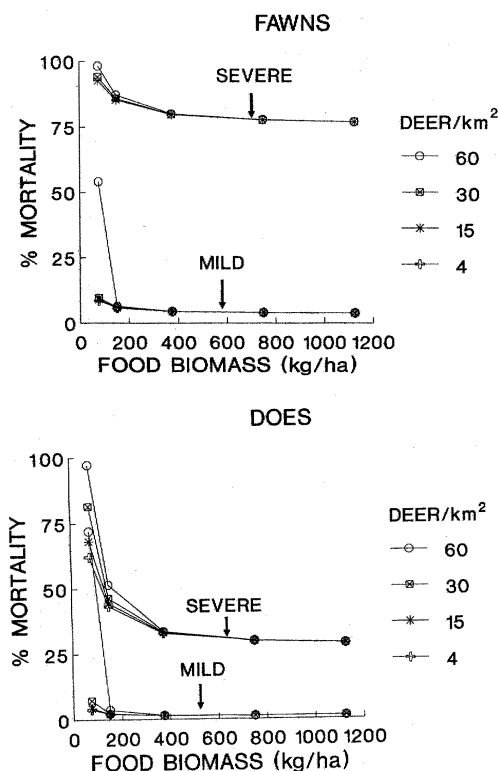 FAWNS
100
75
50
25
0
% MORTALITY
SEVERE
MILD
0 200 400 600 800 1000 1200
FOOD BIOMASS (kg/ha)
DEER/km²
60
30
15
4
DOES
100
75
50
25
0
% MORTALITY
SEVERE
MILD
0 200 400 600 800 1000 1200
FOOD BIOMASS (kg/ha)
DEER/km²
60
30
15
4